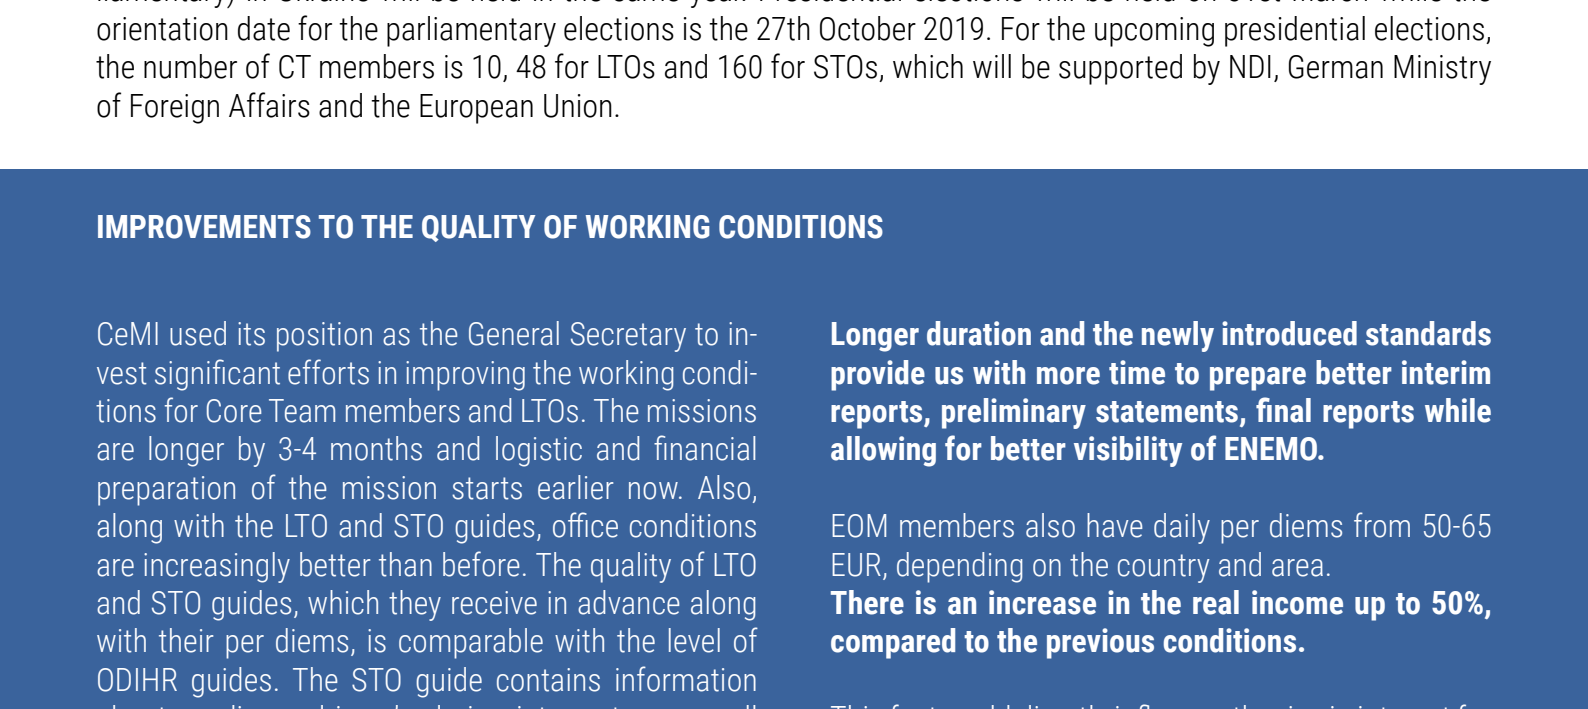 orientation date for the parliamentary elections is the 27th October 2019. For the upcoming presidential elections,
the number of CT members is 10, 48 for LTOs and 160 for STOs, which will be supported by NDI, German Ministry
of Foreign Affairs and the European Union.
IMPROVEMENTS TO THE QUALITY OF WORKING CONDITIONS
CeMI used its position as the General Secretary to in-
vest significant efforts in improving the working condi-
tions for Core Team members and LTOs. The missions
are longer by 3-4 months and logistic and financial
preparation of the mission starts earlier now. Also,
along with the LTO and STO guides, office conditions
are increasingly better than before. The quality of LTO
and STO guides, which they receive in advance along
with their per diems, is comparable with the level of
ODIHR guides. The STO guide contains information
Longer duration and the newly introduced standards
provide us with more time to prepare better interim
reports, preliminary statements, final reports while
allowing for better visibility of ENEMO.
EOM members also have daily per diems from 50-65
EUR, depending on the country and area.
There is an increase in the real income up to 50%,
compared to the previous conditions.